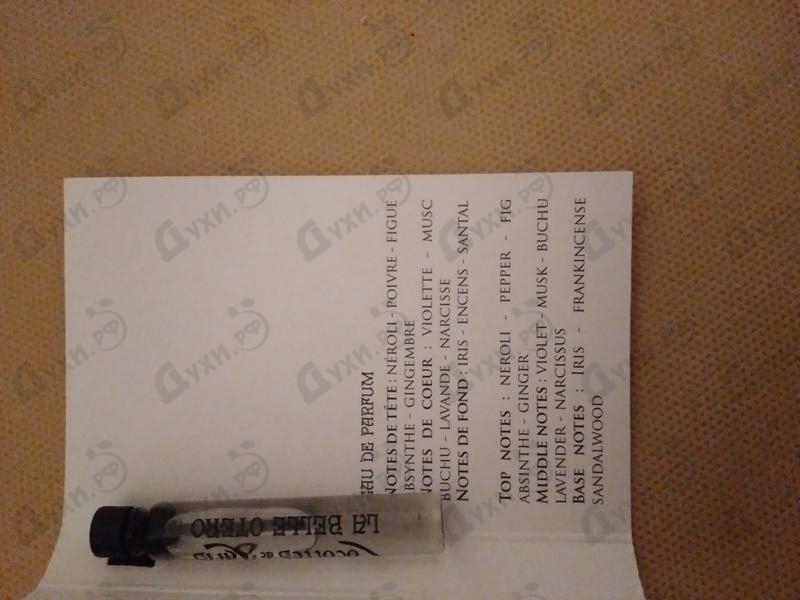 EAU DE PARFUM
NOTES DE TÊTE : NÉROLI - POIVRE - FIGUE
ABSYNTHE - GINGEMBRE
NOTES DE COEUR : VIOLETTE - MUSC
BUCHU - LAVANDE - NARCISSE
NOTES DE FOND : IRIS - ENCENS - SANTAL
TOP NOTES : NEROLI - PEPPER - FIG
ABSINTHE - GINGER
MIDDLE NOTES : VIOLET - MUSK - BUCHU
LAVENDER - NARCISSUS
BASE NOTES : IRIS - FRANKINCENSE
SANDALWOOD
LA BELLE OTERO
Духи.рф